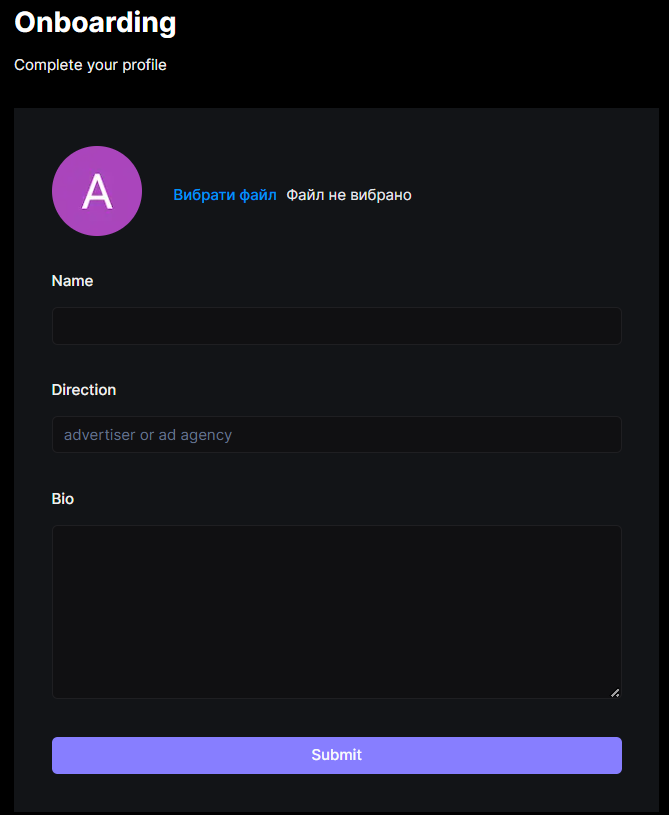 Onboarding
Complete your profile
A
Вибрати файл Файл не вибрано
Name
Direction
advertiser or ad agency
Bio
Submit